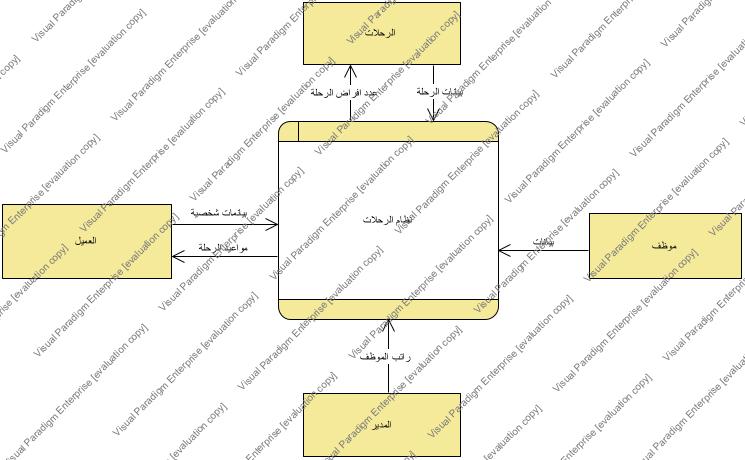 الرحلات
عدد افراض الرحلة
بيانات الرحلة
نظام الرحلات
بيانمات شخصية
مواعيد الرحلة
العميل
بيانات
موظف
راتب الموظف
المدير
Visual Paradigm Enterprise [evaluation copy]